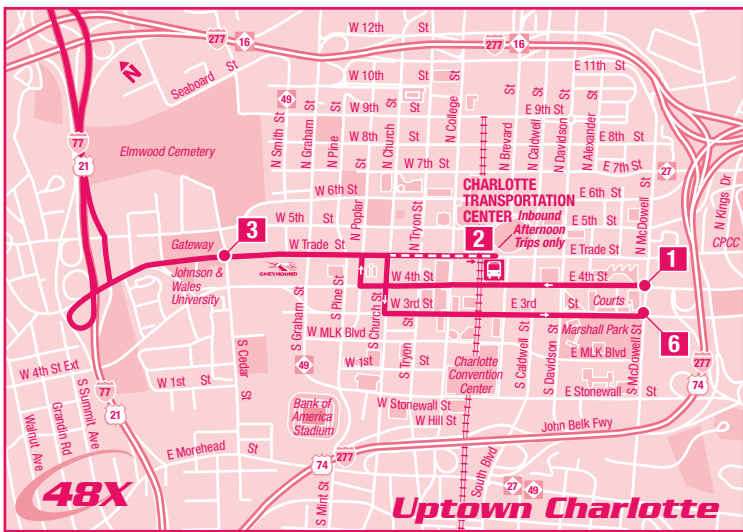 W 12th St
277
16
277
16
N
Seaboard St
W 10th St
E 11th St
49
N Smith St
N Graham St
N Pine St
W 9th St
N Church St
N College St
E 9th St
N Brevard St
N Caldwell St
N Davidson St
N Alexander St
77
21
Elmwood Cemetery
W 8th St
E 8th St
W 7th St
E 7th St
27
W 6th St
CHARLOTTE
TRANSPORTATION
CENTER
Inbound
Afternoon
Trips only
E 6th St
N McDowell St
N Kings Dr
W 5th St
N Poplar St
N Tryon St
E 5th St
CPCC
3
2
Gateway
W Trade St
E Trade St
Johnson &
Wales
University
GREYHOUND
W 4th St
E 4th St
1
S Pine St
S Church St
W 3rd St
E 3rd St
Courts
6
S Graham St
W MLK Blvd
Marshall Park
E MLK Blvd
W 4th St Ext
S Cedar St
49
W 1st St
S Tryon St
Charlotte
Convention
Center
S Caldwell St
S Davidson St
S McDowell St
277
74
W 1st St
77
21
Walnut Ave
Grandin Rd
S Summit Ave
Bank of
America
Stadium
W Stonewall St
E Stonewall St
W Hill St
John Belk Fwy
E Morehead St
277
74
S Mint St
South Blvd
27
49
48X
Uptown Charlotte